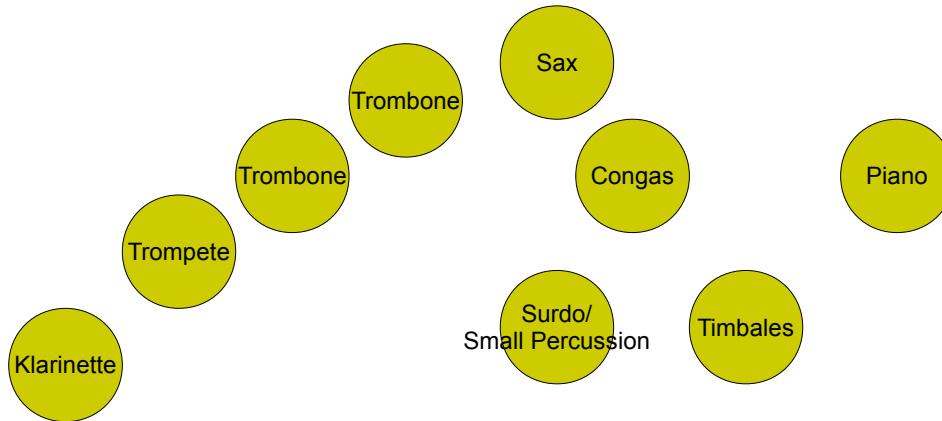 Sax
Trombone
Trombone
Congas
Piano
Trompete
Surdo/
Small Percussion
Timbales
Klarinette